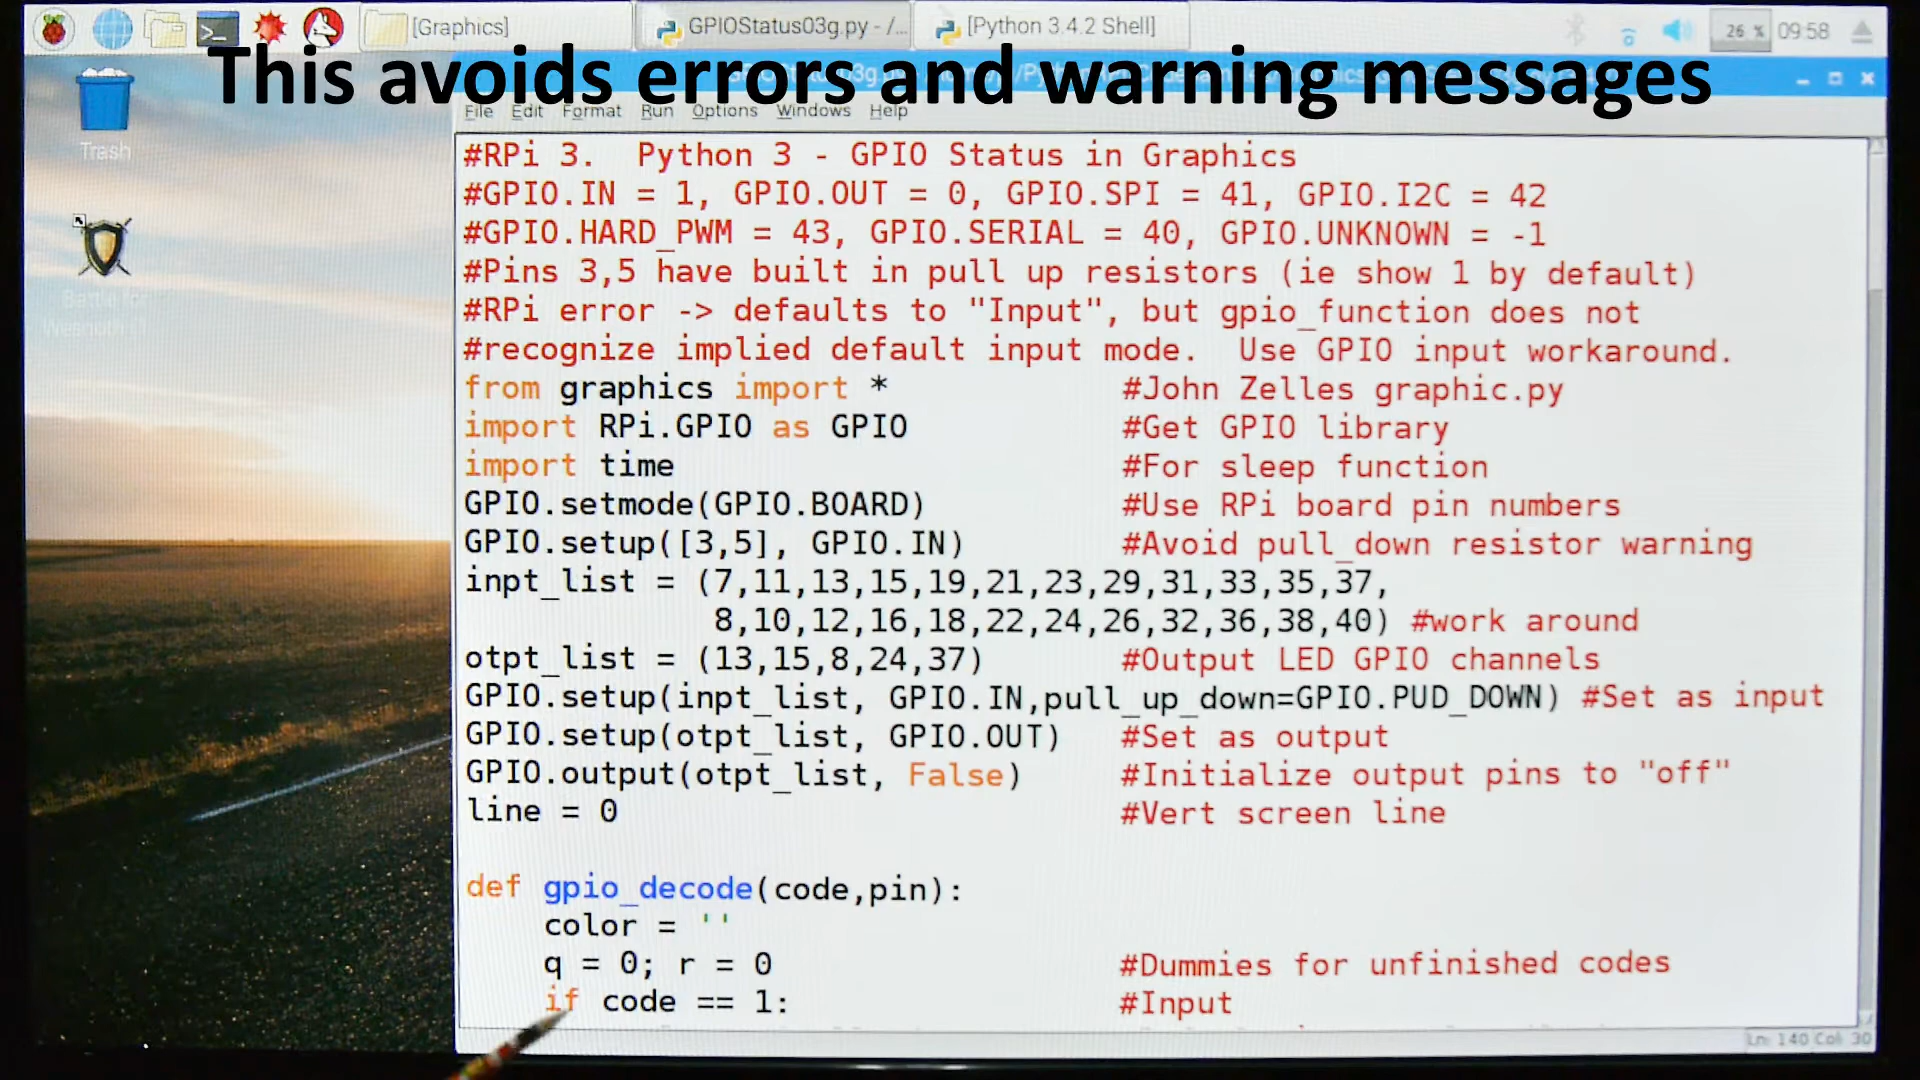 [Graphics]
GPIOStatus03g.py - /...
[Python 3.4.2 Shell]
26 %
09:58
This avoids errors and warning messages
File Edit Format Run Options Windows Help
Trash
#RPi 3.  Python 3 - GPIO Status in Graphics
#GPIO.IN = 1, GPIO.OUT = 0, GPIO.SPI = 41, GPIO.I2C = 42
#GPIO.HARD_PWM = 43, GPIO.SERIAL = 40, GPIO.UNKNOWN = -1
#Pins 3,5 have built in pull up resistors (ie show 1 by default)
#RPi error -> defaults to "Input", but gpio_function does not
#recognize implied default input mode.  Use GPIO input workaround.
from graphics import * #John Zelles graphic.py
import RPi.GPIO as GPIO #Get GPIO library
import time #For sleep function
GPIO.setmode(GPIO.BOARD) #Use RPi board pin numbers
GPIO.setup([3,5], GPIO.IN) #Avoid pull_down resistor warning
inpt_list = (7,11,13,15,19,21,23,29,31,33,35,37,
8,10,12,16,18,22,24,26,32,36,38,40) #work around
otpt_list = (13,15,8,24,37) #Output LED GPIO channels
GPIO.setup(inpt_list, GPIO.IN,pull_up_down=GPIO.PUD_DOWN) #Set as input
GPIO.setup(otpt_list, GPIO.OUT) #Set as output
GPIO.output(otpt_list, False) #Initialize output pins to "off"
line = 0 #Vert screen line
def gpio_decode(code,pin):
color = ''
q = 0; r = 0 #Dummies for unfinished codes
if code == 1: #Input
Ln: 140 Col: 30